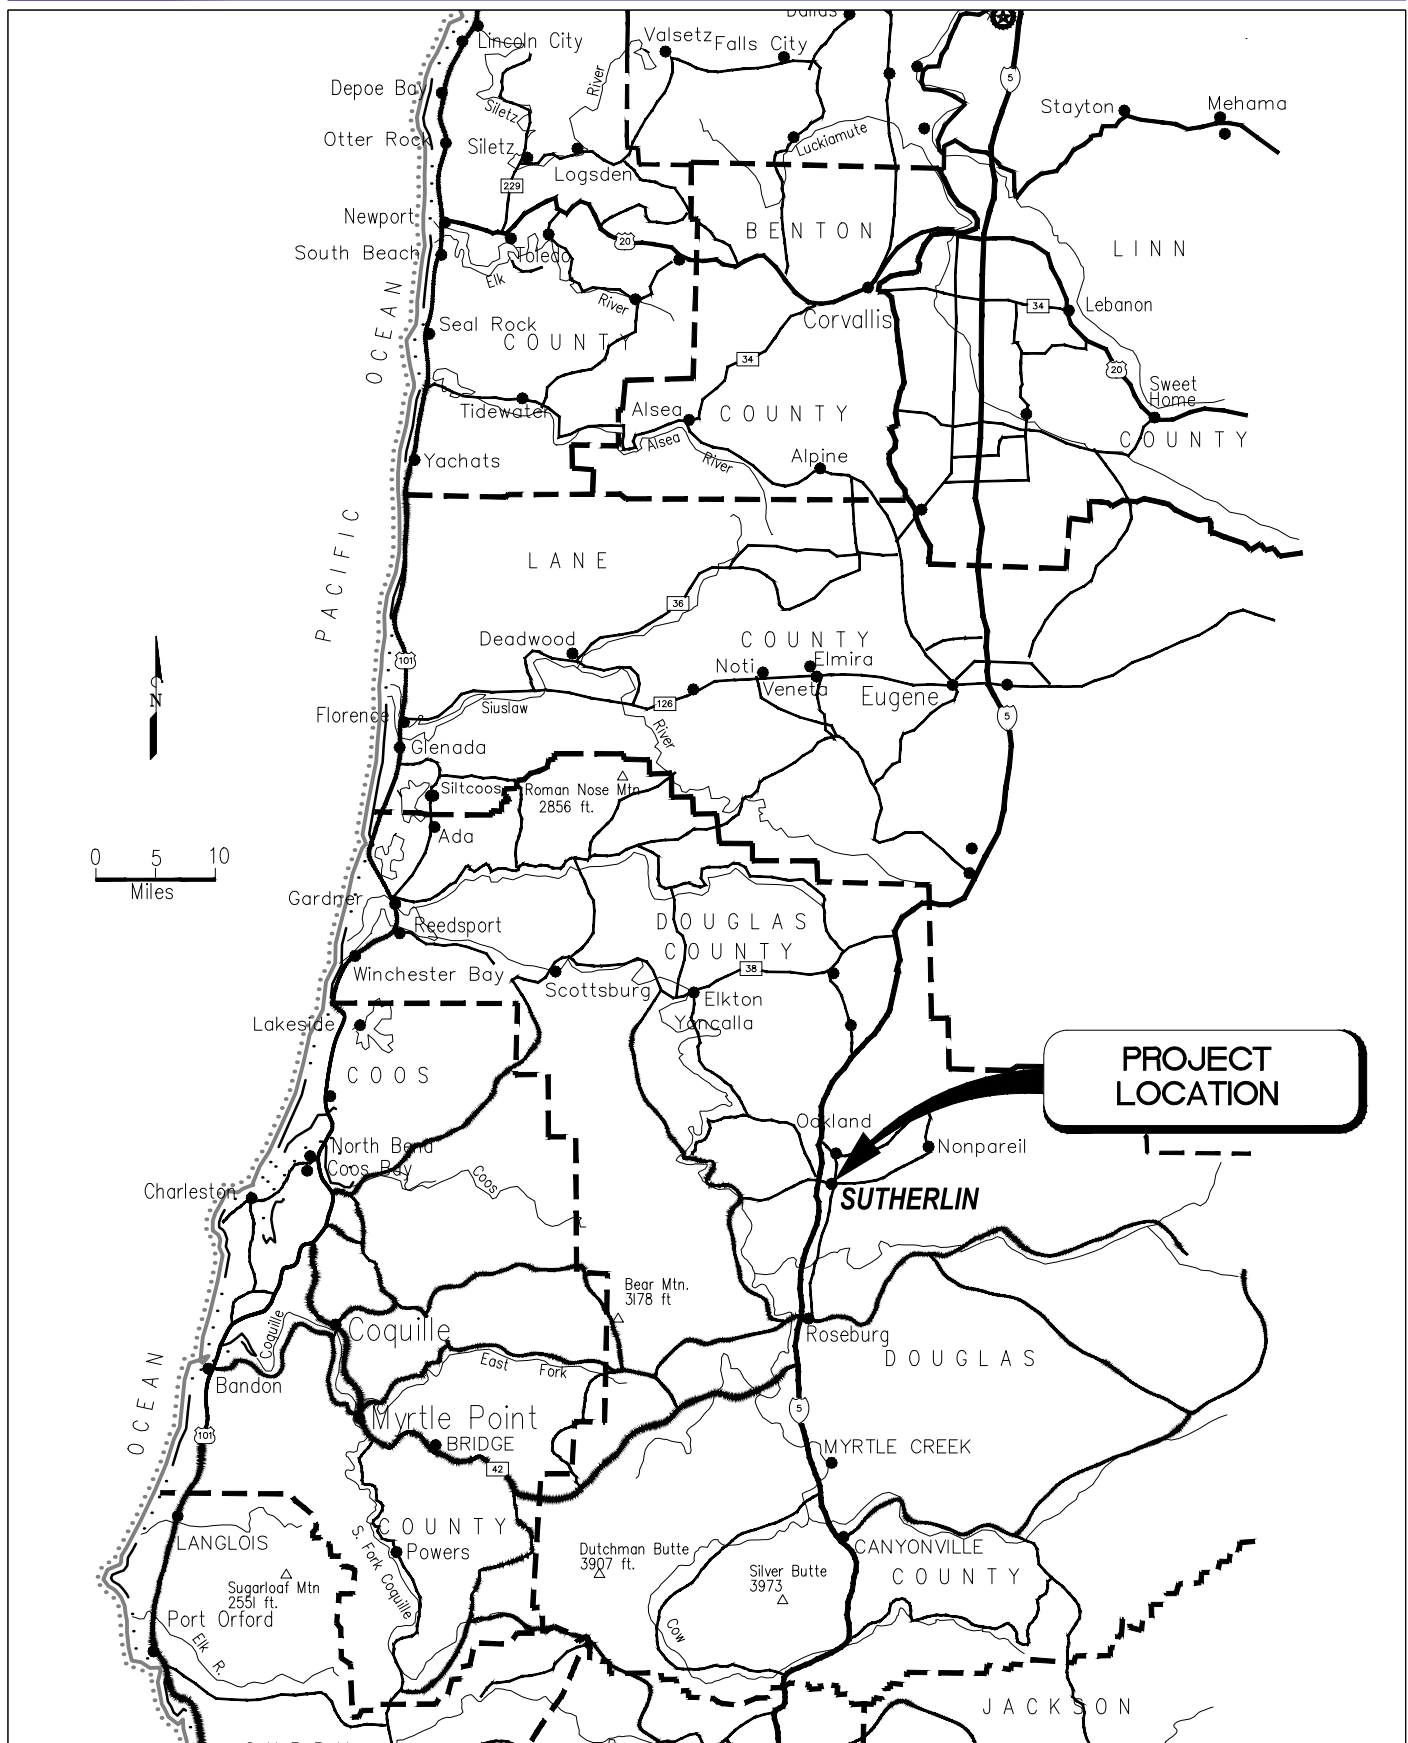 Dallas
Lincoln City
Valsetz
Falls City
5
Depoe Bay
River
Siletz
Stayton
Mehama
Otter Rock
Siletz
Luckiamute
Logsden
229
Newport
BENTON
South Beach
Toledo
20
LINN
Elk
River
34
Lebanon
OCEAN
Seal Rock
COUNTY
Corvallis
34
20
Sweet
Home
Tidewater
Alsea
COUNTY
COUNTY
Alsea
River
Yachats
Alpine
PACIFIC
LANE
36
Deadwood
COUNTY
101
Noti
Elmira
Veneta
Eugene
N
126
Siuslaw
Florence
River
5
Glenada
Siltcoos
Roman Nose Mtn
2856 ft.
Ada
0 5 10
Miles
Gardner
Reedsport
DOUGLAS
COUNTY
Winchester Bay
38
Scottsburg
Elkton
Lakeside
Yoncalla
PROJECT
LOCATION
COOS
Oakland
North Bend
Nonpareil
Coos Bay
Coos
Charleston
SUTHERLIN
Bear Mtn.
3178 ft
Coquille
Coquille
Roseburg
OCEAN
East Fork
DOUGLAS
Bandon
5
101
Myrtle Point
BRIDGE
MYRTLE CREEK
42
COUNTY
LANGLOIS
S. Fork Coquille
Powers
Dutchman Butte
3907 ft.
CANYONVILLE
Silver Butte
3973
COUNTY
Sugarloaf Mtn
2551 ft.
Port Orford
Elk R.
Cow
JACKSON